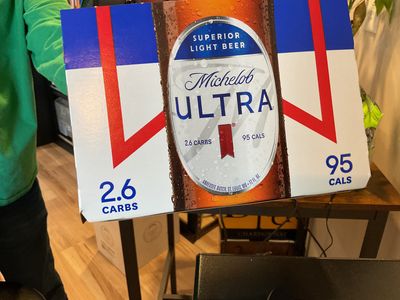 SUPERIOR
LIGHT BEER
Michelob
ULTRA
2.6 CARBS
95 CALS
2.6
CARBS
95
CALS